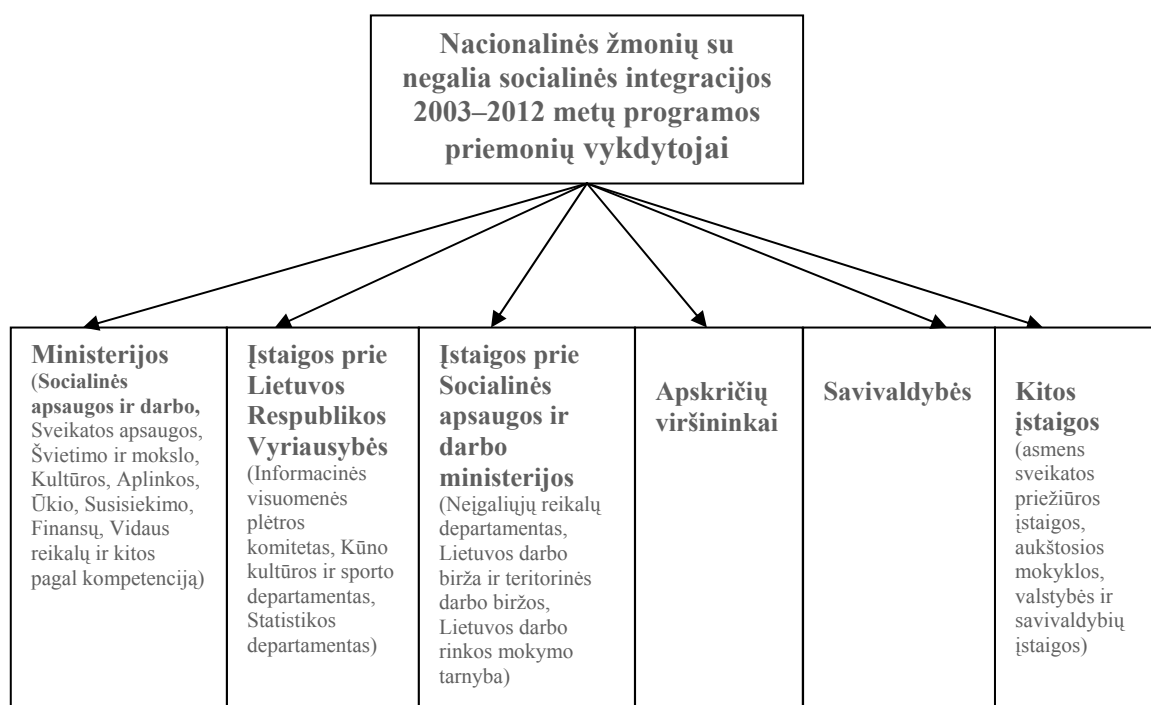 Nacionalinės žmonių su
negalia socialinės integracijos
2003–2012 metų programos
priemonių vykdytojai
Ministerijos
(Socialinės
apsaugos ir darbo,
Sveikatos apsaugos,
Švietimo ir mokslo,
Kultūros, Aplinkos,
Ūkio, Susisiekimo,
Finansų, Vidaus
reikalų ir kitos
pagal kompetenciją)
Įstaigos prie
Lietuvos
Respublikos
Vyriausybės
(Informacinės
visuomenės
plėtros
komitetas, Kūno
kultūros ir sporto
departamentas,
Statistikos
departamentas)
Įstaigos prie
Socialinės
apsaugos ir
darbo
ministerijos
(Neįgaliųjų reikalų
departamentas,
Lietuvos darbo
birža ir teritorinės
darbo biržos,
Lietuvos darbo
rinkos mokymo
tarnyba)
Apskričių
viršininkai
Savivaldybės
Kitos
įstaigos
(asmens
sveikatos
priežiūros
įstaigos,
aukštosios
mokyklos,
valstybės ir
savivaldybių
įstaigos)